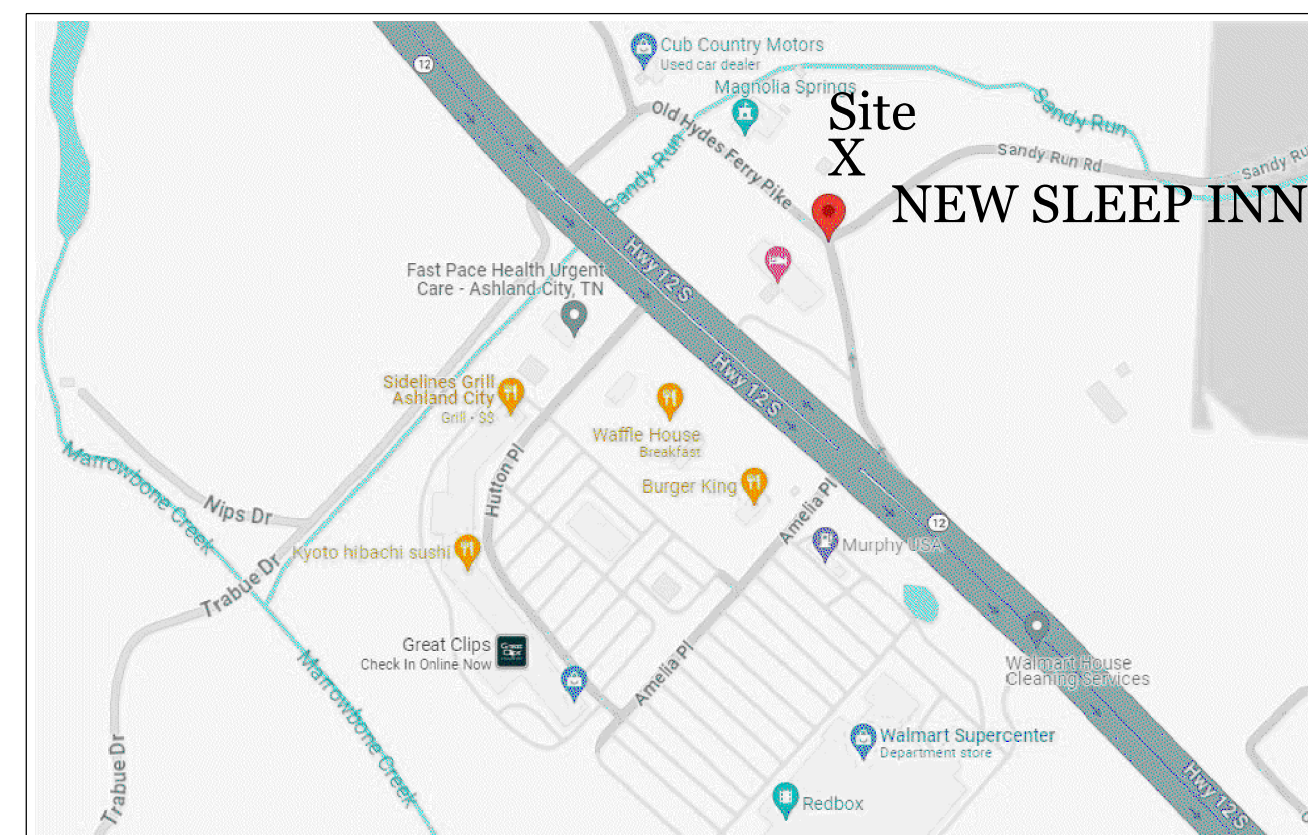 Cub Country Motors
Used car dealer
12
Magnolia Springs
Site
X
Old Hydes Ferry Pike
Sandy Run
Sandy Run
Sandy Run Rd
Sandy Ru
NEW SLEEP INN
Hwy 12 S
Fast Pace Health Urgent
Care - Ashland City, TN
Hwy 12 S
Sidelines Grill
Ashland City
Grill · $$
Waffle House
Breakfast
Burger King
Hutton Pl
Amelia Pl
Marrowbone Creek
Nips Dr
12
Murphy USA
Kyoto hibachi sushi
Trabue Dr
Great Clips
Check In Online Now
Amelia Pl
Walmart House
Cleaning Services
Marrowbone Creek
Walmart Supercenter
Department store
Trabue Dr
Redbox
Hwy 12 S